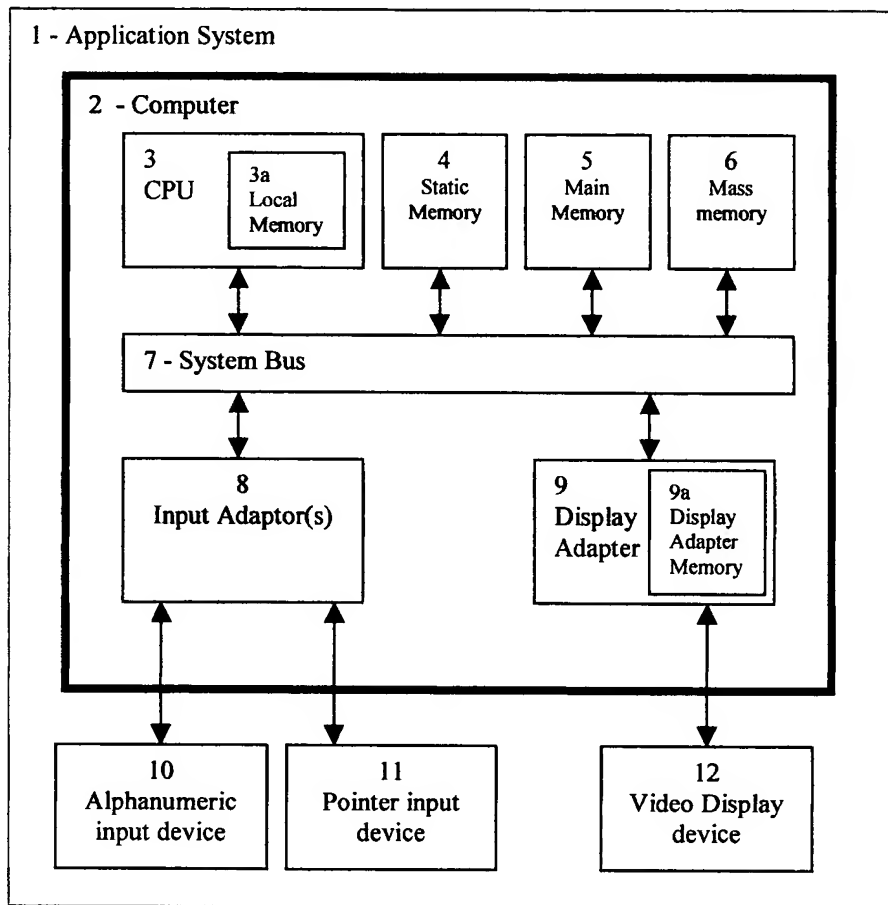 1 - Application System
2 - Computer
3
CPU
3a
Local
Memory
4
Static
Memory
5
Main
Memory
6
Mass
memory
7 - System Bus
8
Input Adaptor(s)
9
Display
Adapter
9a
Display
Adapter
Memory
10
Alphanumeric
input device
11
Pointer input
device
12
Video Display
device